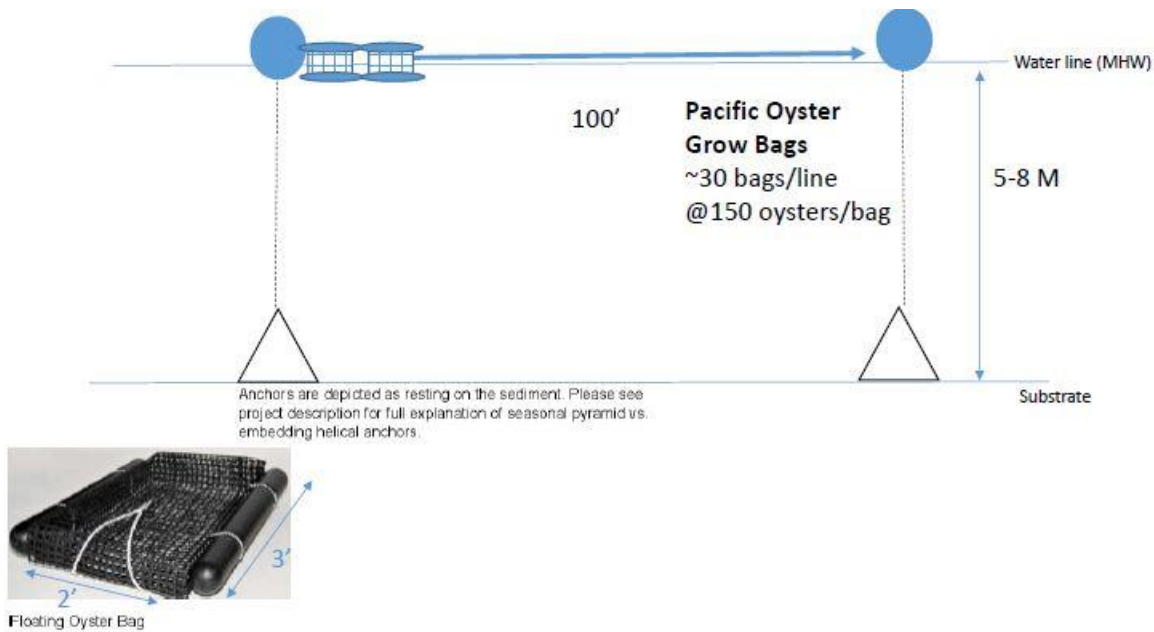 Water line (MHW)
100’
Pacific Oyster
Grow Bags
~30 bags/line
@150 oysters/bag
5-8 M
Anchors are depicted as resting on the sediment. Please see
project description for full explanation of seasonal pyramid vs.
embedding helical anchors.
Substrate
3’
2’
Floating Oyster Bag